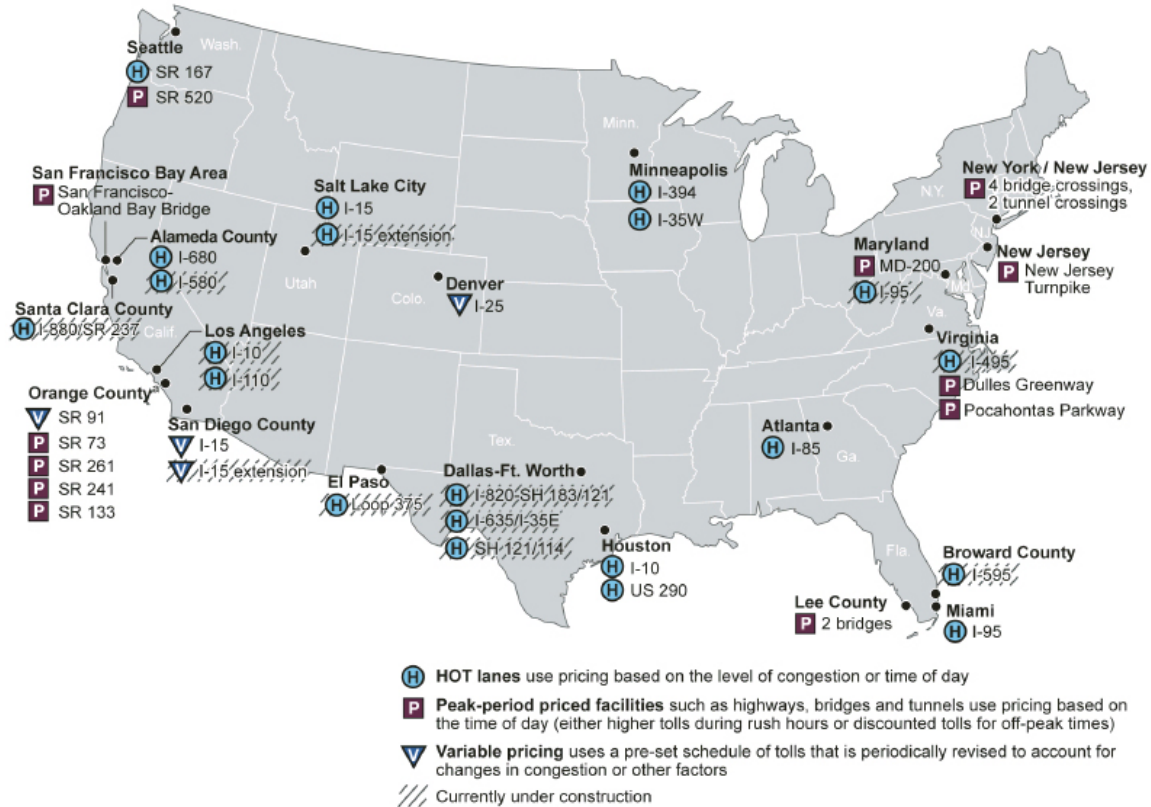 Wash.
Seattle
H SR 167
P SR 520
San Francisco Bay Area
P San Francisco-
Oakland Bay Bridge
Alameda County
H I-680
H I-580
Santa Clara County
H I-880/SR 237
Calif.
Los Angeles
H I-10
H I-110
Orange Countyª
V SR 91
P SR 73
P SR 261
P SR 241
P SR 133
San Diego County
V I-15
V I-15 extension
Salt Lake City
H I-15
H I-15 extension
Utah
Colo.
Denver
V I-25
Minn.
Minneapolis
H I-394
H I-35W
El Paso
H Loop 375
Tex.
Dallas-Ft. Worth
H I-820-SH 183/121
H I-635/I-35E
H SH 121/114
Houston
H I-10
US 290
H
New York / New Jersey
P 4 bridge crossings,
2 tunnel crossings
N.Y.
N.J.
New Jersey
P New Jersey
Turnpike
Maryland
P MD-200
H I-95
Md.
Va.
Virginia
H I-495
P Dulles Greenway
P Pocahontas Parkway
Atlanta
H I-85
Ga.
Fla.
Broward County
H I-595
Lee County
P 2 bridges
Miami
H I-95
H HOT lanes use pricing based on the level of congestion or time of day
P Peak-period priced facilities such as highways, bridges and tunnels use pricing based on
the time of day (either higher tolls during rush hours or discounted tolls for off-peak times)
V Variable pricing uses a pre-set schedule of tolls that is periodically revised to account for
changes in congestion or other factors
Currently under construction